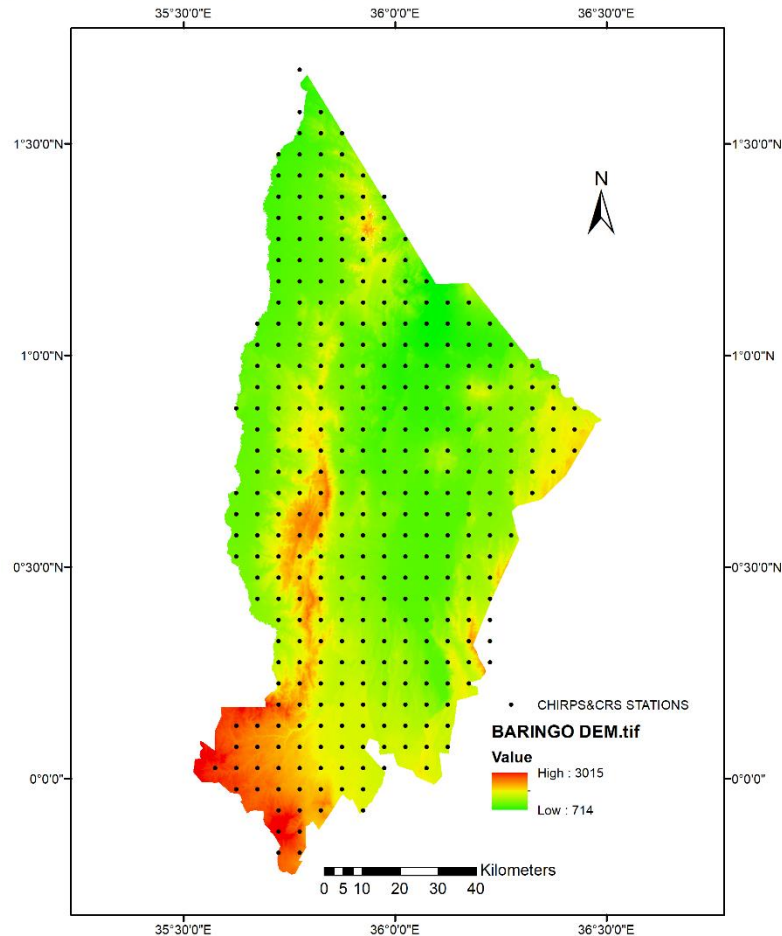 35°30'0"E 36°0'0"E 36°30'0"E
N
1°30'0"N 1°30'0"N
1°0'0"N 1°0'0"N
0°30'0"N 0°30'0"N
CHIRPS&CRS STATIONS
BARINGO DEM.tif
Value
High : 3015
Low : 714
0°0'0" 0°0'0"
Kilometers
0 5 10 20 30 40
35°30'0"E 36°0'0"E 36°30'0"E